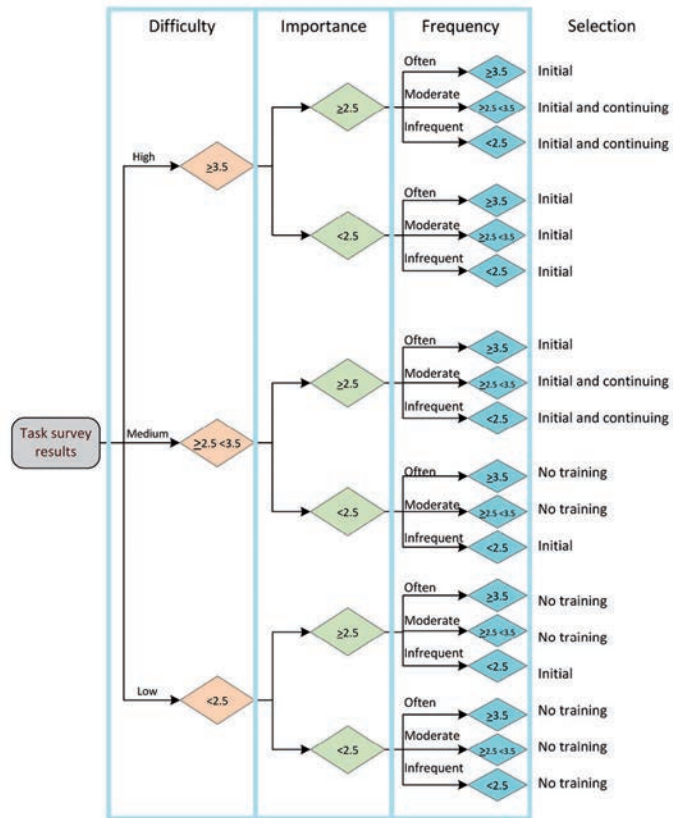 Difficulty Importance Frequency Selection
Often ≥3.5 Initial
≥2.5 Moderate ≥2.5 <3.5 Initial and continuing
Infrequent <2.5 Initial and continuing
High ≥3.5
Often ≥3.5 Initial
<2.5 Moderate ≥2.5 <3.5 Initial
Infrequent <2.5 Initial
Often ≥3.5 Initial
≥2.5 Moderate ≥2.5 <3.5 Initial and continuing
Infrequent <2.5 Initial and continuing
Task survey
results
Medium ≥2.5 <3.5
Often ≥3.5 No training
<2.5 Moderate ≥2.5 <3.5 No training
Infrequent <2.5 Initial
Often ≥3.5 No training
≥2.5 Moderate ≥2.5 <3.5 No training
Infrequent <2.5 Initial
Low <2.5
Often ≥3.5 No training
<2.5 Moderate ≥2.5 <3.5 No training
Infrequent <2.5 No training